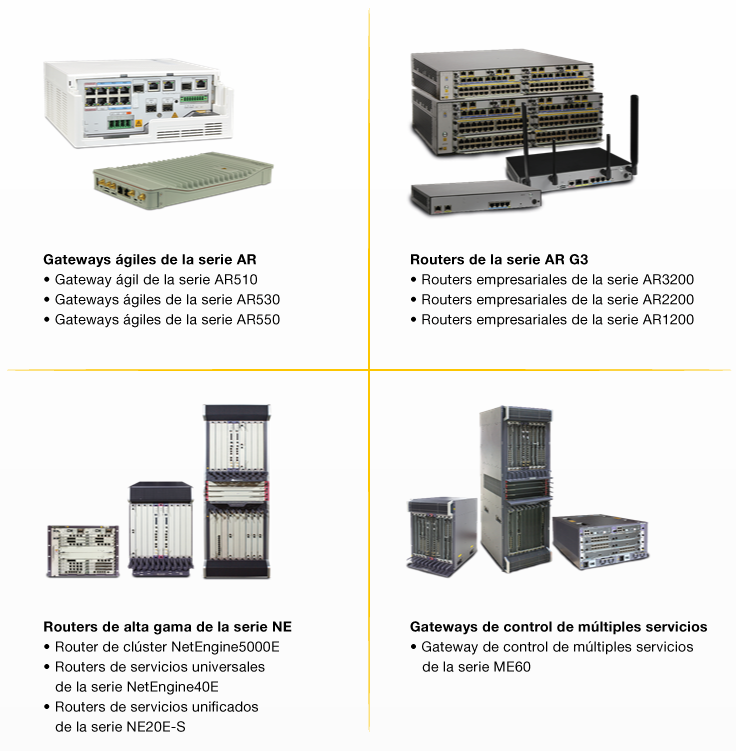 Gateways ágiles de la serie AR
• Gateway ágil de la serie AR510
• Gateways ágiles de la serie AR530
• Gateways ágiles de la serie AR550
Routers de la serie AR G3
• Routers empresariales de la serie AR3200
• Routers empresariales de la serie AR2200
• Routers empresariales de la serie AR1200
Routers de alta gama de la serie NE
• Router de clúster NetEngine5000E
• Routers de servicios universales
de la serie NetEngine40E
• Routers de servicios unificados
de la serie NE20E-S
Gateways de control de múltiples servicios
• Gateway de control de múltiples servicios
de la serie ME60